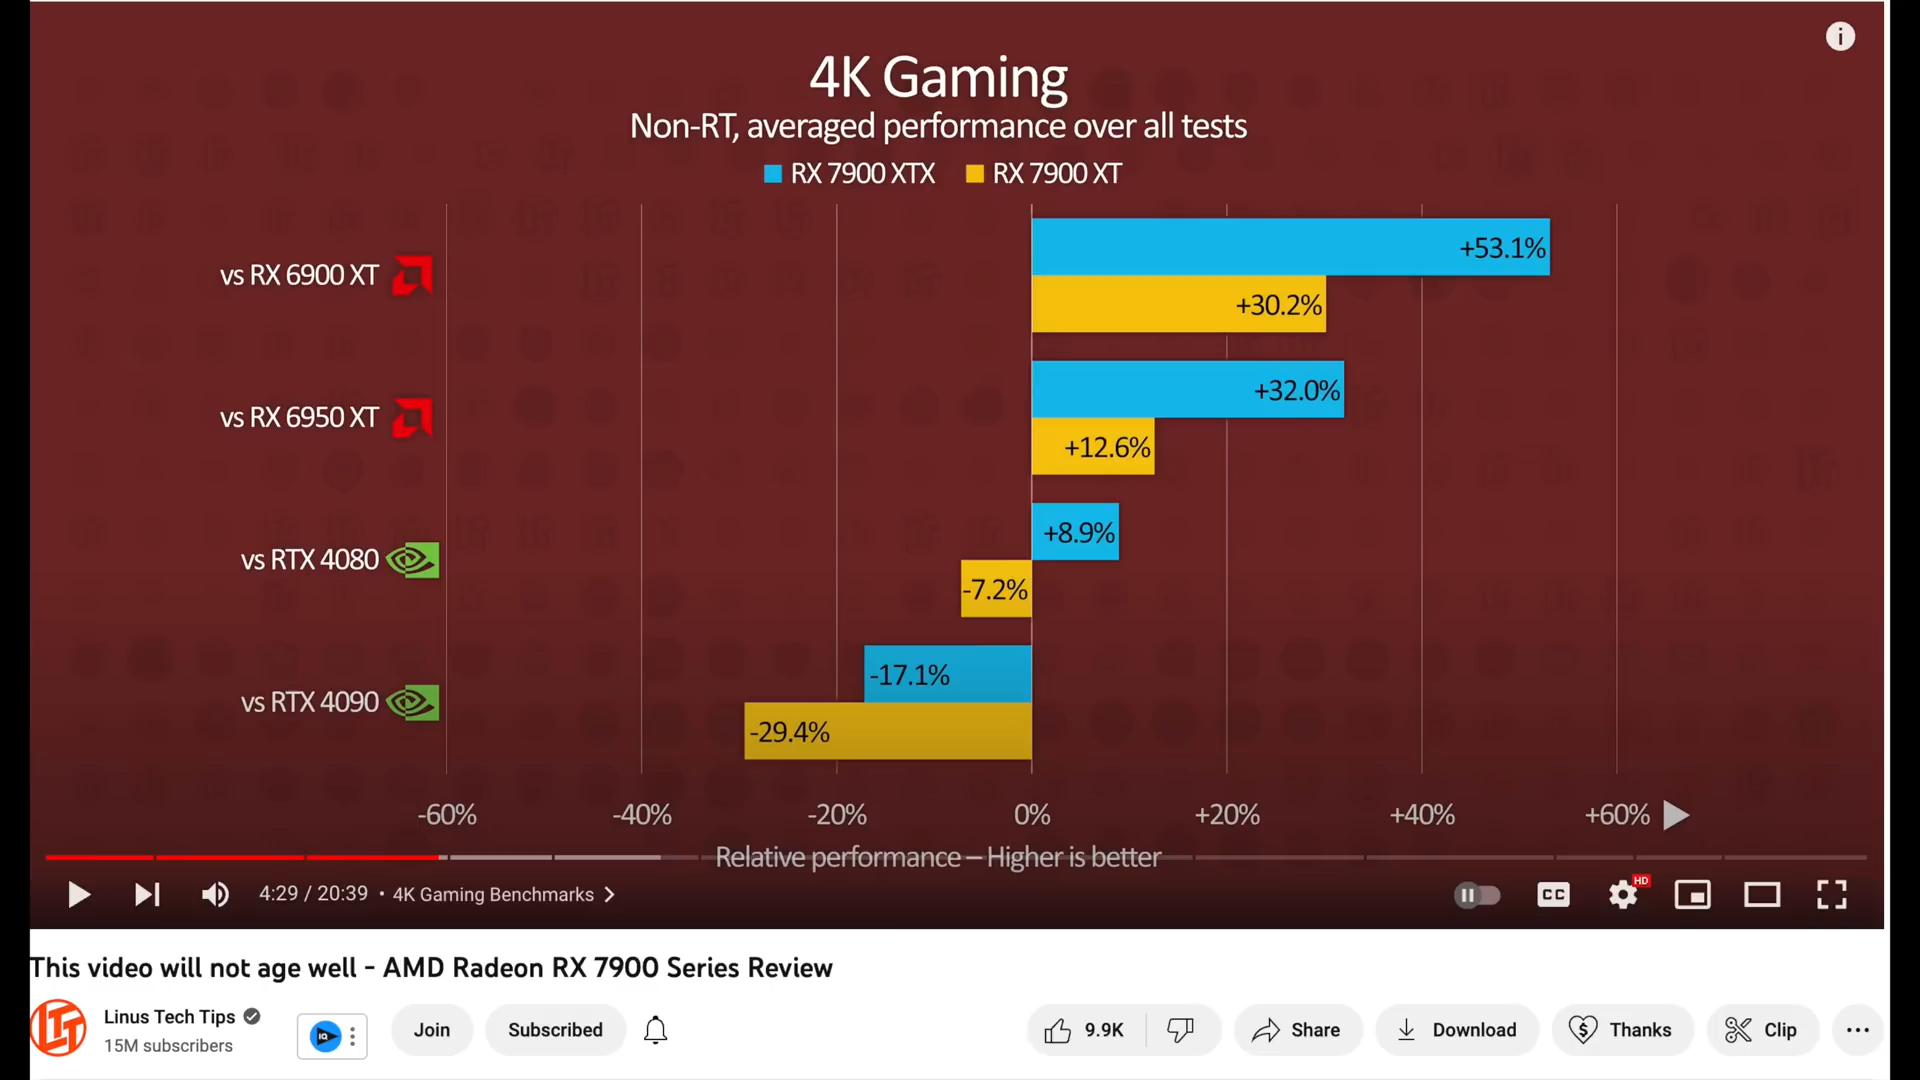 4K Gaming
Non-RT, averaged performance over all tests
RX 7900 XTX RX 7900 XT
vs RX 6900 XT
+53.1%
+30.2%
vs RX 6950 XT
+32.0%
+12.6%
vs RTX 4080
+8.9%
-7.2%
vs RTX 4090
-17.1%
-29.4%
-60% -40% -20% 0% +20% +40% +60%
Relative performance – Higher is better
4:29 / 20:39 • 4K Gaming Benchmarks
CC
HD
This video will not age well - AMD Radeon RX 7900 Series Review
LTT
Linus Tech Tips
15M subscribers
IQ
Join
Subscribed
9.9K
Share
Download
Thanks
Clip